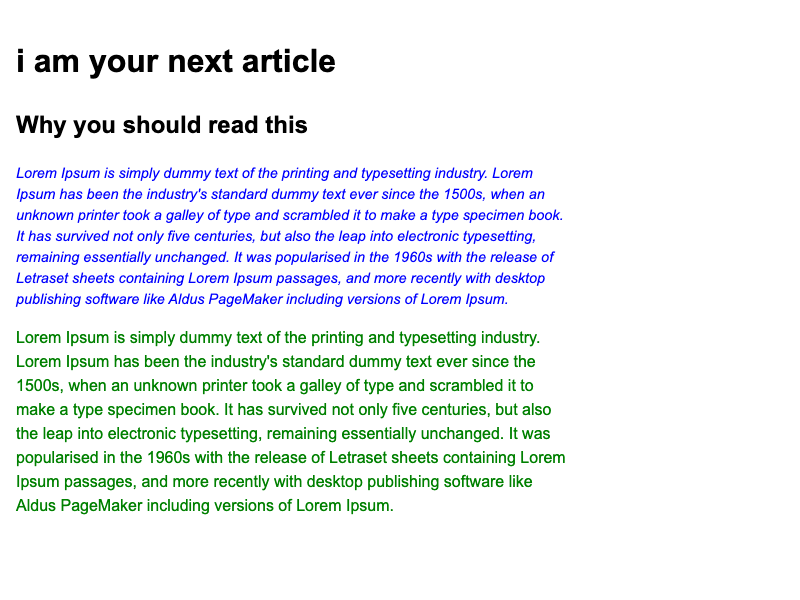 i am your next article
Why you should read this
Lorem Ipsum is simply dummy text of the printing and typesetting industry. Lorem
Ipsum has been the industry's standard dummy text ever since the 1500s, when an
unknown printer took a galley of type and scrambled it to make a type specimen book.
It has survived not only five centuries, but also the leap into electronic typesetting,
remaining essentially unchanged. It was popularised in the 1960s with the release of
Letraset sheets containing Lorem Ipsum passages, and more recently with desktop
publishing software like Aldus PageMaker including versions of Lorem Ipsum.
Lorem Ipsum is simply dummy text of the printing and typesetting industry.
Lorem Ipsum has been the industry's standard dummy text ever since the
1500s, when an unknown printer took a galley of type and scrambled it to
make a type specimen book. It has survived not only five centuries, but also
the leap into electronic typesetting, remaining essentially unchanged. It was
popularised in the 1960s with the release of Letraset sheets containing Lorem
Ipsum passages, and more recently with desktop publishing software like
Aldus PageMaker including versions of Lorem Ipsum.